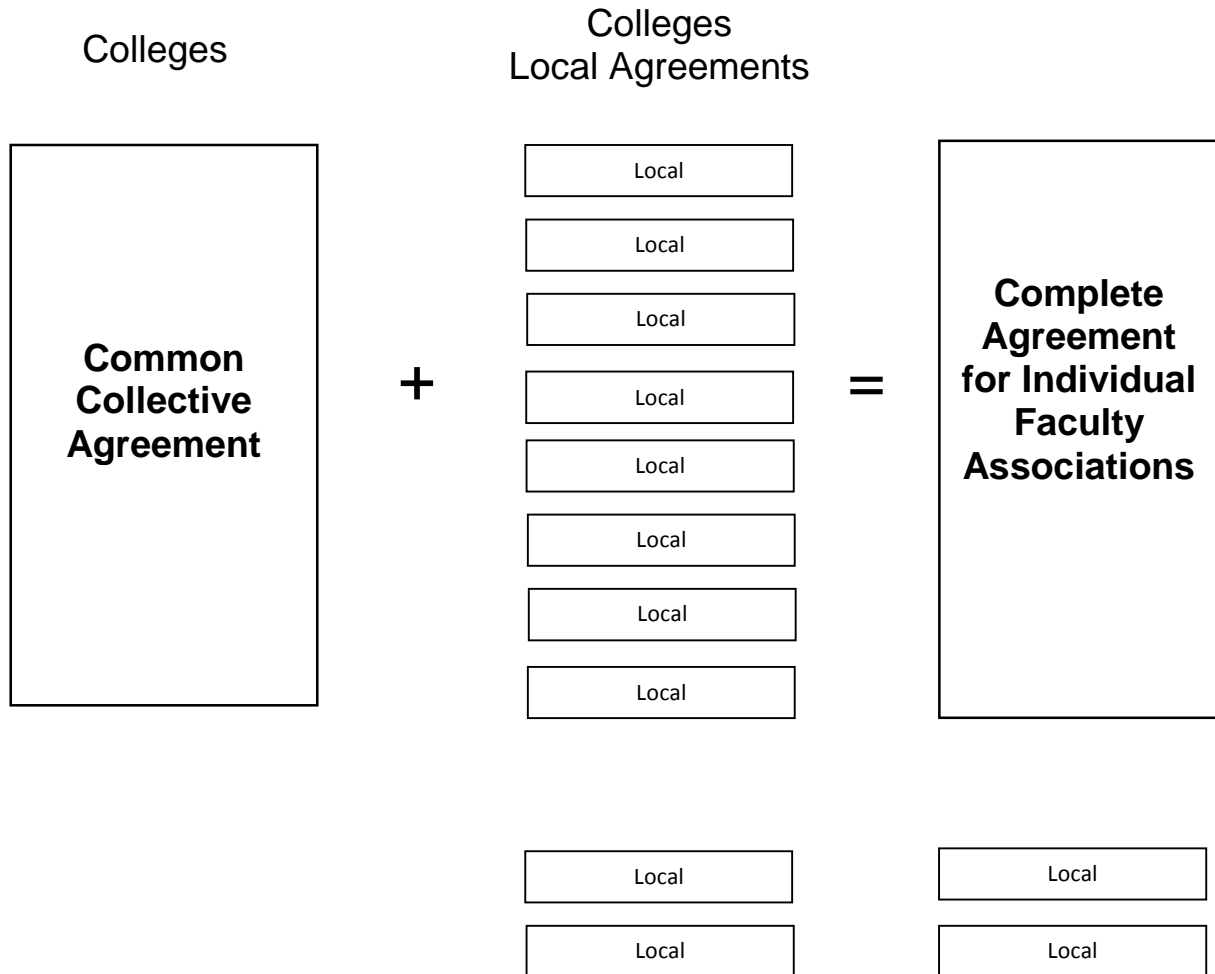 Colleges
Colleges
Local Agreements
Common
Collective
Agreement
+
Local
Local
Local
Local
Local
Local
Local
Local
=
Complete
Agreement
for Individual
Faculty
Associations
Local
Local
Local
Local